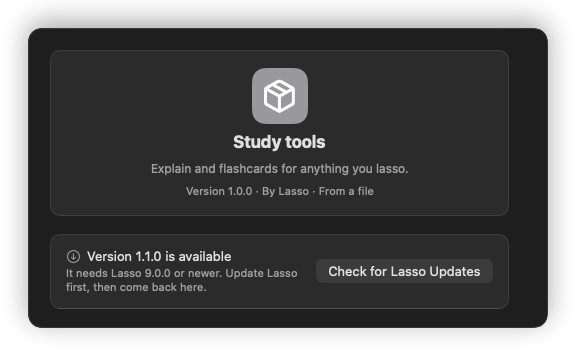 Study tools
Explain and flashcards for anything you lasso.
Version 1.0.0 · By Lasso · From a file
Version 1.1.0 is available
It needs Lasso 9.0.0 or newer. Update Lasso
first, then come back here.
Check for Lasso Updates